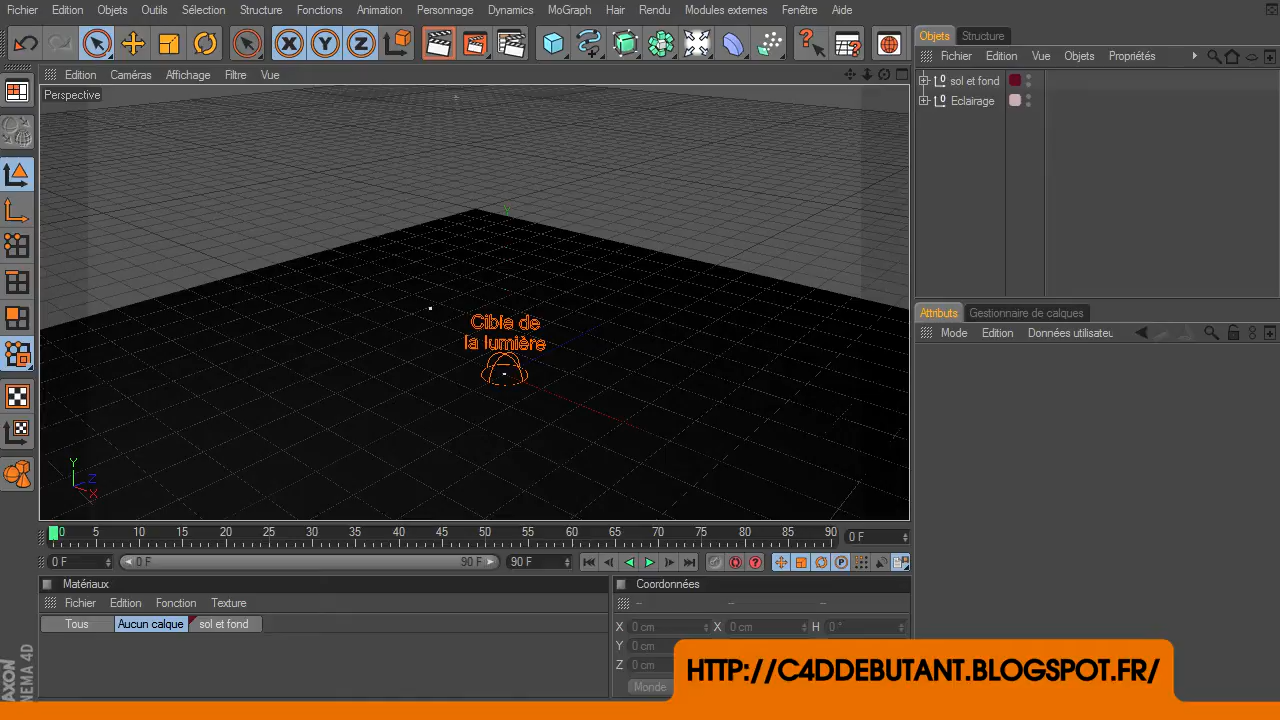 Fichier Edition Objets Outils Sélection Structure Fonctions Animation Personnage Dynamics MoGraph Hair Rendu Modules externes Fenêtre Aide
Edition Caméras Affichage Filtre Vue
Perspective
Y
Cible de
la lumière
Y
Z
X
0 5 10 15 20 25 30 35 40 45 50 55 60 65 70 75 80 85 90 0 F
0 F 0 F 90 F 90 F
Matériaux
Fichier Edition Fonction Texture
Tous Aucun calque sol et fond
Coordonnées
-- -- --
X 0 cm X 0 cm H 0 °
Y 0 cm
Z 0 cm
Monde
Objets Structure
Fichier Edition Vue Objets Propriétés
sol et fond
Eclairage
Attributs Gestionnaire de calques
Mode Edition Données utilisateu
HTTP://C4DDEBUTANT.BLOGSPOT.FR/
AXON
NEMA 4D